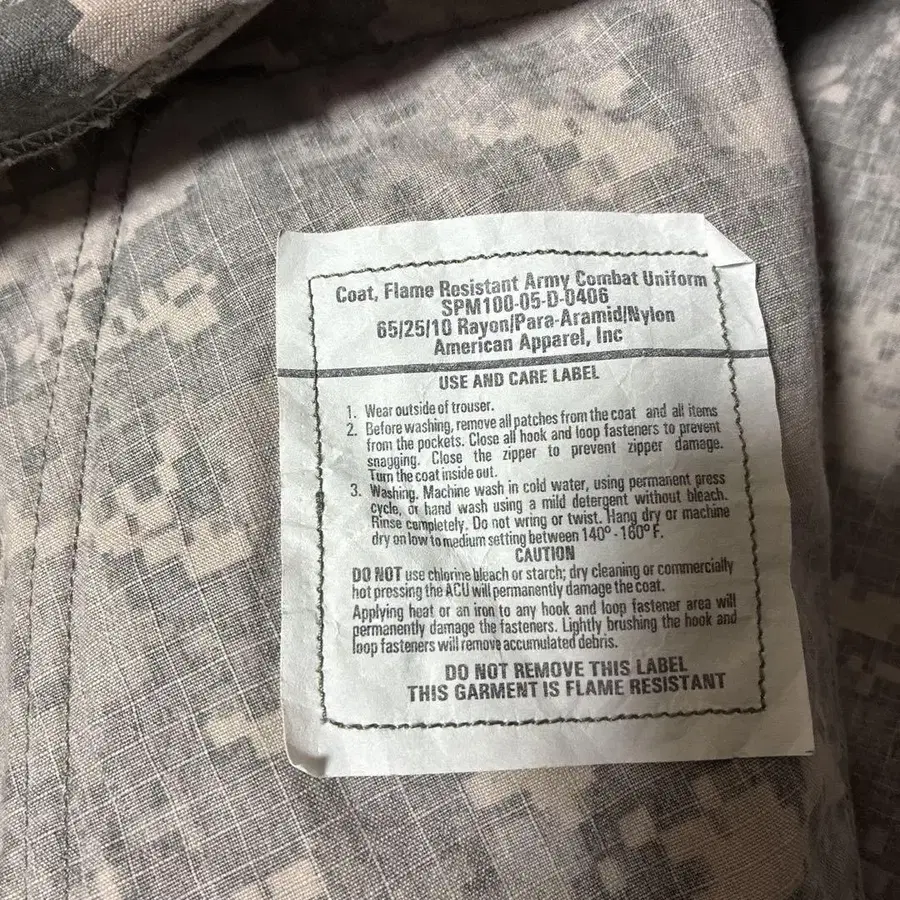 Coat, Flame Resistant Army Combat Uniform
SPM100-05-D-0406
65/25/10 Rayon/Para-Aramid/Nylon
American Apparel, Inc
USE AND CARE LABEL
1. Wear outside of trouser.
2. Before washing, remove all patches from the coat and all items
from the pockets. Close all hook and loop fasteners to prevent
snagging. Close the zipper to prevent zipper damage.
Turn the coat inside out.
3. Washing. Machine wash in cold water, using permanent press
cycle, or hand wash using a mild detergent without bleach.
Rinse completely. Do not wring or twist. Hang dry or machine
dry on low to medium setting between 140° - 160° F.
CAUTION
DO NOT use chlorine bleach or starch; dry cleaning or commercially
hot pressing the ACU will permanently damage the coat.
Applying heat or an iron to any hook and loop fastener area will
permanently damage the fasteners. Lightly brushing the hook and
loop fasteners will remove accumulated debris.
DO NOT REMOVE THIS LABEL
THIS GARMENT IS FLAME RESISTANT